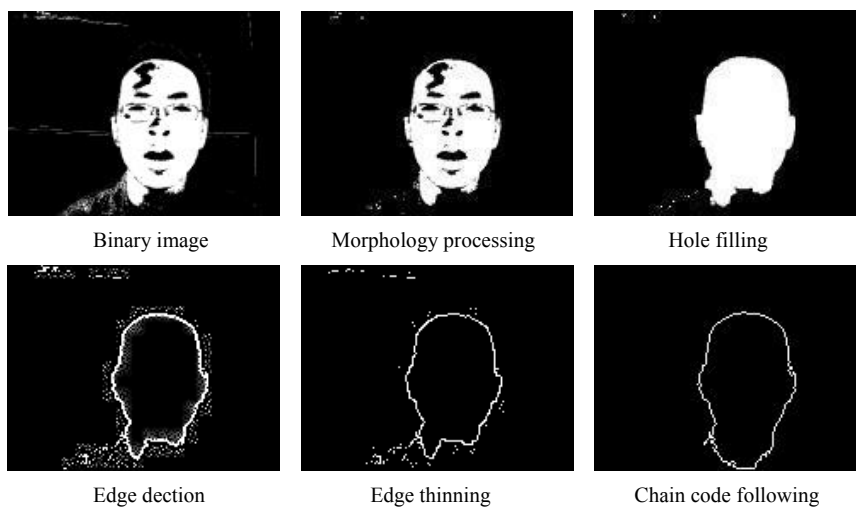 Binary image
Morphology processing
Hole filling
Edge dection
Edge thinning
Chain code following